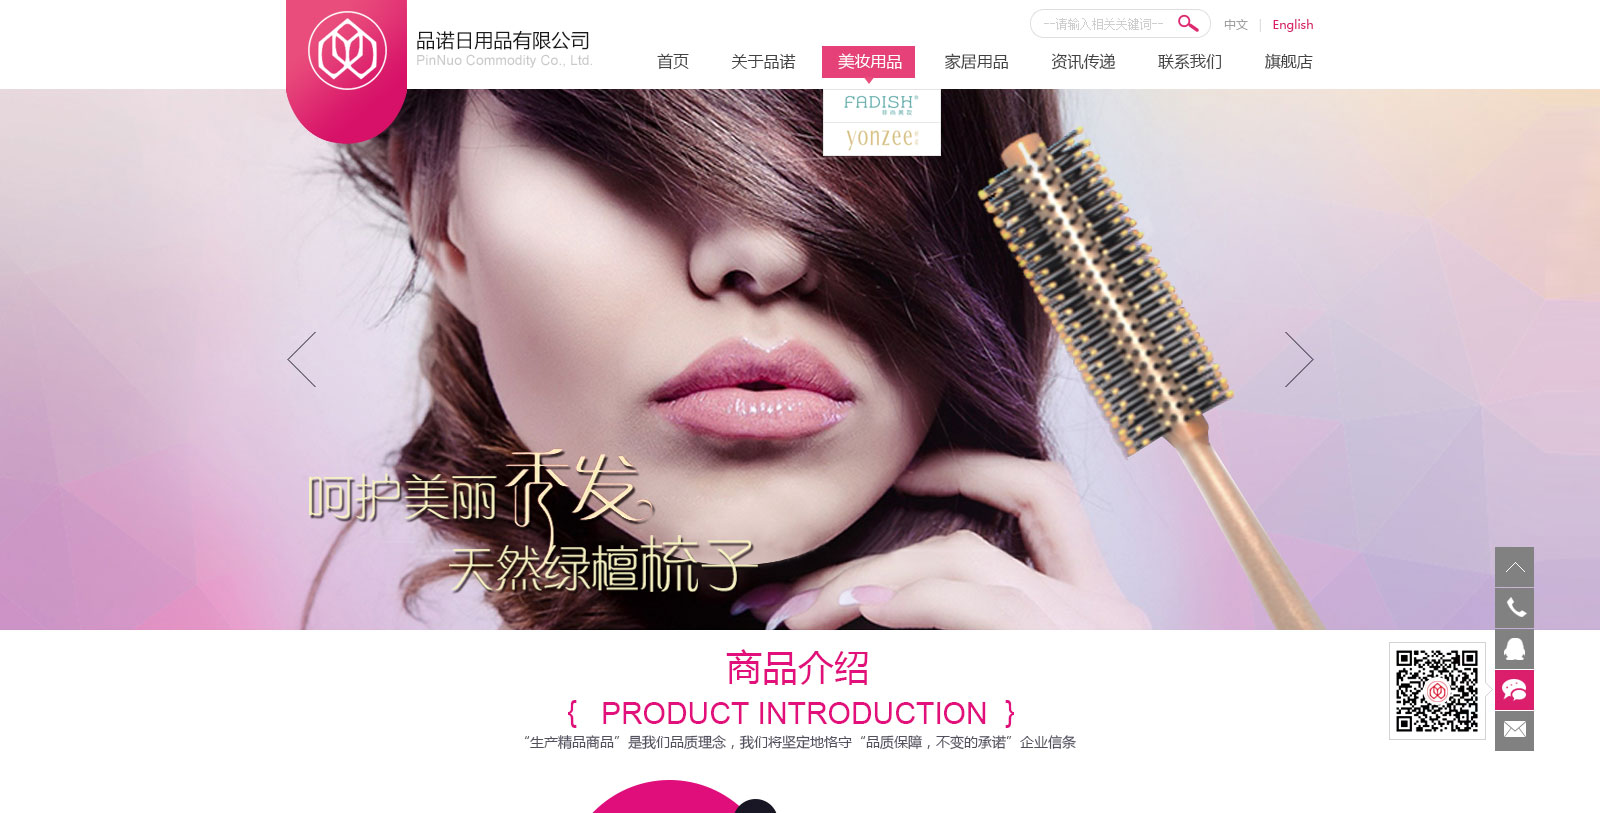 品诺日用品有限公司
PinNuo Commodity Co., Ltd.
--请输入相关关键词--
中文 | English
首页 关于品诺 美妆用品 家居用品 资讯传递 联系我们 旗舰店
FADISH®
yonzee
呵护美丽秀发。
天然绿檀梳子
商品介绍
{ PRODUCT INTRODUCTION }
“生产精品商品”是我们品质理念，我们将坚定地恪守“品质保障，不变的承诺”企业信条